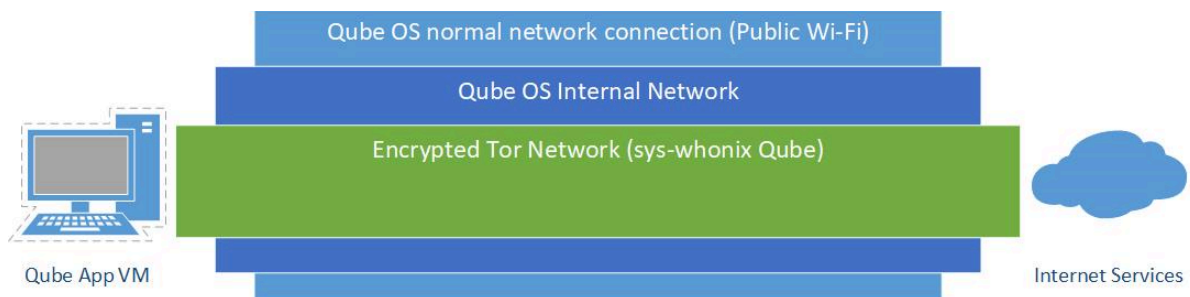 Qube OS normal network connection (Public Wi-Fi)
Qube OS Internal Network
Encrypted Tor Network (sys-whonix Qube)
Qube App VM
Internet Services